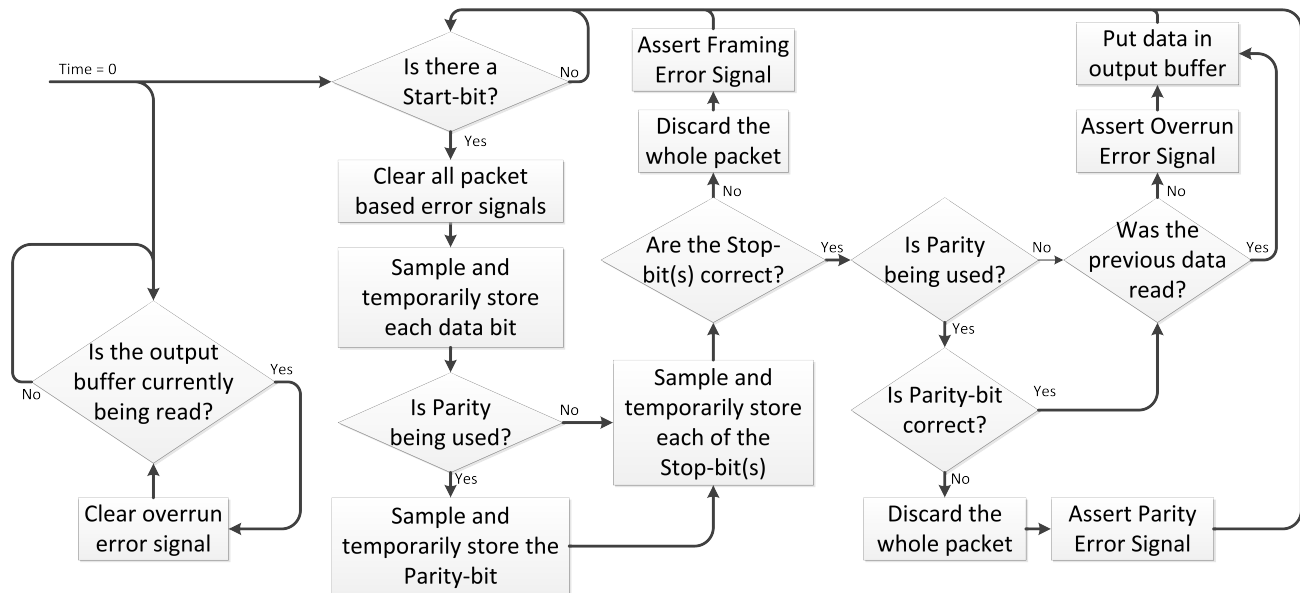 Time = 0
Is there a
Start-bit?
No
Yes
Clear all packet
based error signals
Sample and
temporarily store
each data bit
Is Parity
being used?
No
Yes
Sample and
temporarily store the
Parity-bit
Is the output
buffer currently
being read?
No
Yes
Clear overrun
error signal
Assert Framing
Error Signal
Discard the
whole packet
No
Are the Stop-
bit(s) correct?
Yes
Sample and
temporarily store
each of the
Stop-bit(s)
Is Parity
being used?
No
Yes
Is Parity-bit
correct?
Yes
No
Discard the
whole packet
Assert Parity
Error Signal
Put data in
output buffer
Assert Overrun
Error Signal
No
Was the
previous data
read?
Yes